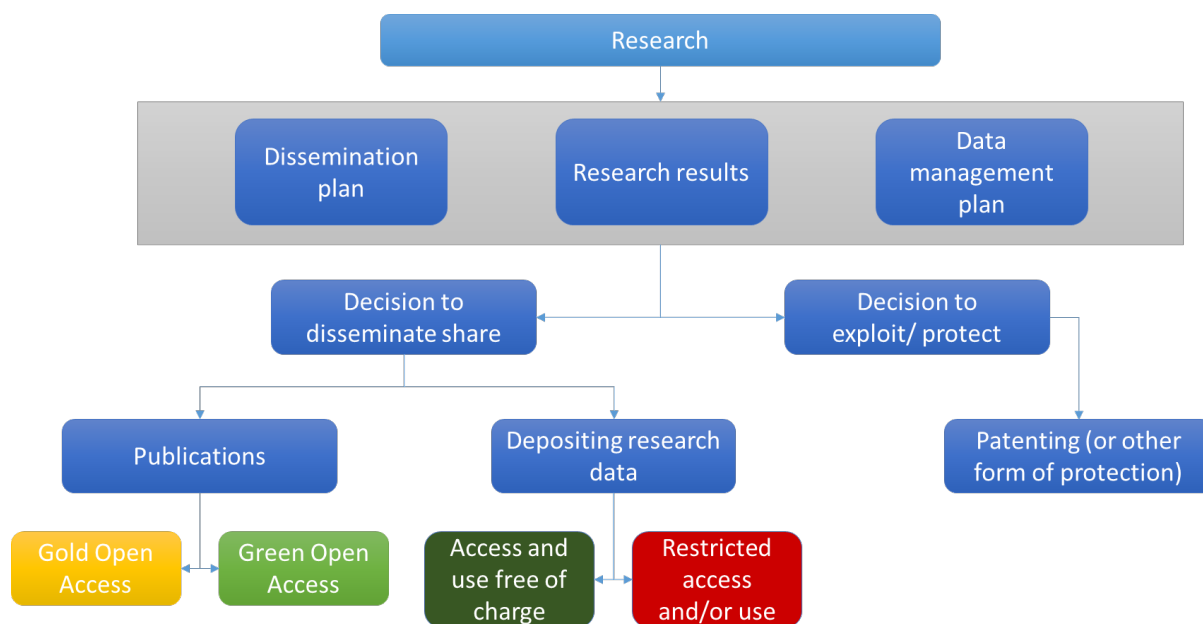 Research
Dissemination
plan
Research results
Data
management
plan
Decision to
disseminate share
Decision to
exploit/ protect
Publications
Depositing research
data
Patenting (or other
form of protection)
Gold Open
Access
Green Open
Access
Access and
use free of
charge
Restricted
access
and/or use